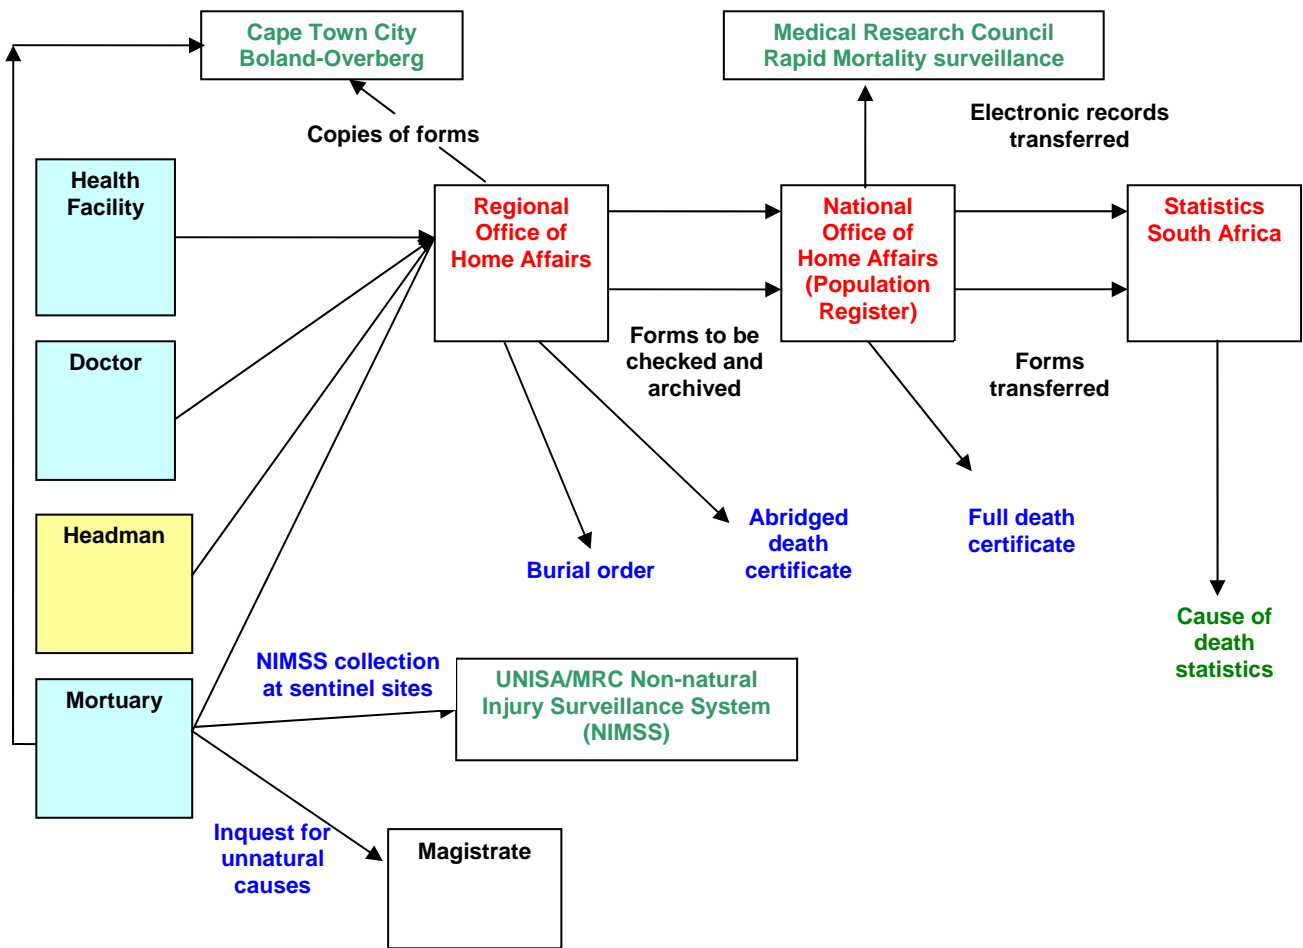 Cape Town City
Boland-Overberg
Medical Research Council
Rapid Mortality surveillance
Copies of forms
Electronic records
transferred
Health
Facility
Regional
Office of
Home Affairs
National
Office of
Home Affairs
(Population
Register)
Statistics
South Africa
Doctor
Forms to be
checked and
archived
Forms
transferred
Headman
Burial order
Abridged
death
certificate
Full death
certificate
Cause of
death
statistics
Mortuary
NIMSS collection
at sentinel sites
UNISA/MRC Non-natural
Injury Surveillance System
(NIMSS)
Inquest for
unnatural
causes
Magistrate